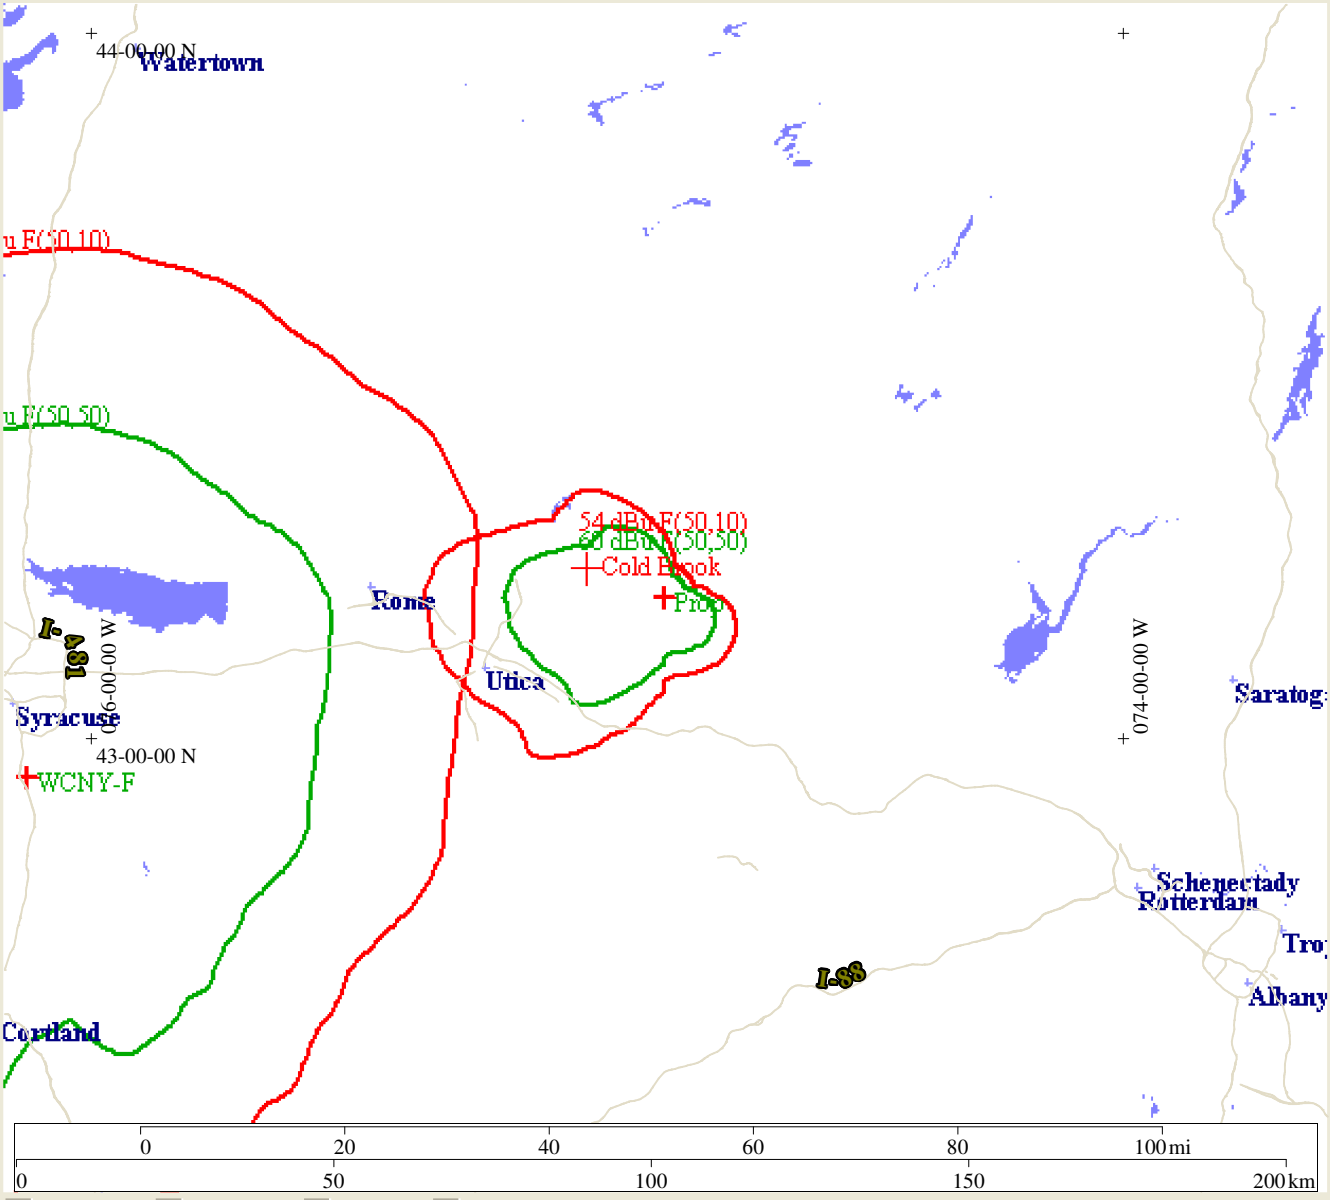 44-00-00 N
Watertown
u F(50,10)
u F(50,50)
54 dBu F(50,10)
60 dBu F(50,50)
Cold Brook
Rome
Prop
I-481
076-00-00 W
074-00-00 W
Utica
Saratog
Syracuse
43-00-00 N
WCNY-F
Schenectady
Rotterdam
Troy
I-88
Albany
Cortland
0 20 40 60 80 100 mi
0 50 100 150 200 km